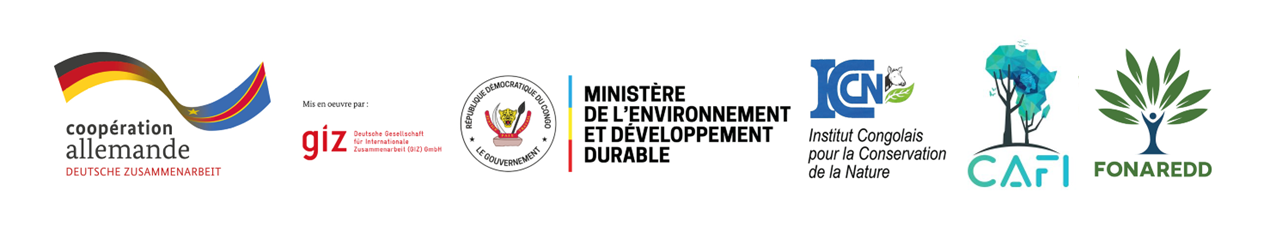 coopération
allemande
DEUTSCHE ZUSAMMENARBEIT
Mis en oeuvre par :
giz
Deutsche Gesellschaft
für Internationale
Zusammenarbeit (GIZ) GmbH
RÉPUBLIQUE DÉMOCRATIQUE DU CONGO
LE GOUVERNEMENT
MINISTÈRE
DE L'ENVIRONNEMENT
ET DÉVELOPPEMENT
DURABLE
ICCN
Institut Congolais
pour la Conservation
de la Nature
CAFI
FONAREDD